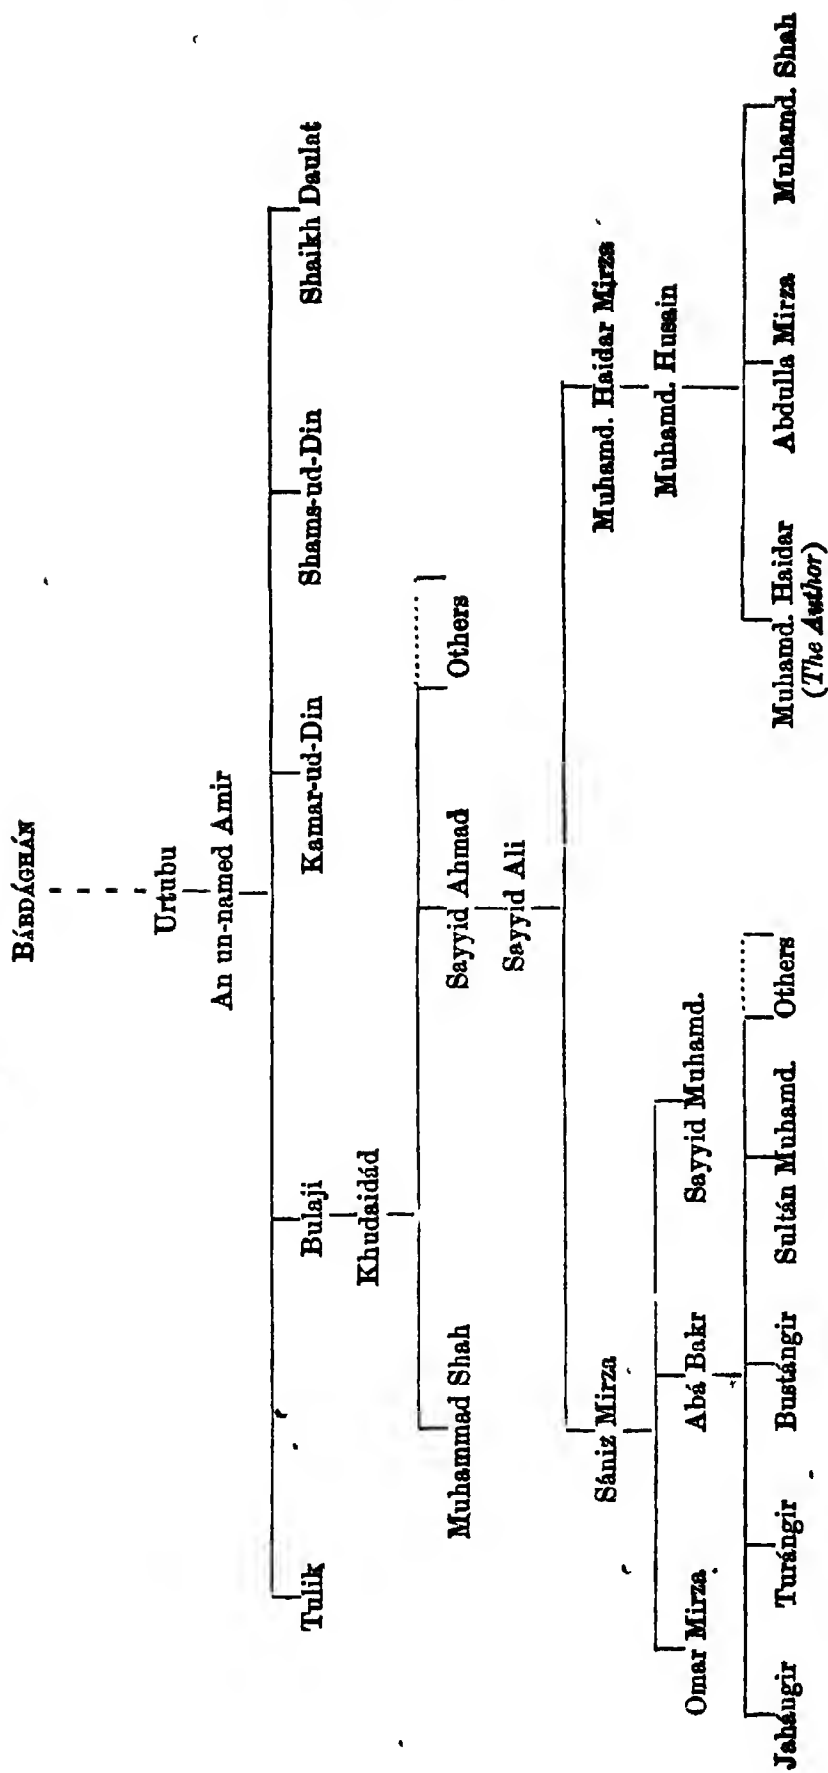 BÁBDÁGHÁN
Urtubu
An un-named Amir
Tulik Bulaji Kamar-ud-Din Shams-ud-Din Shaikh Daulat
Khudaidád
Muhammad Shah Sayyid Ahmad Others
Sayyid Ali
Sániz Mirza Muhamd. Haidar Mirza
Muhamd. Husain
Omar Mirza Abá Bakr Sayyid Muhamd.
Jahángir Turángir Bustángir Sultán Muhamd. Others Muhamd. Haidar Abdulla Mirza Muhamd. Shah
(The Author)